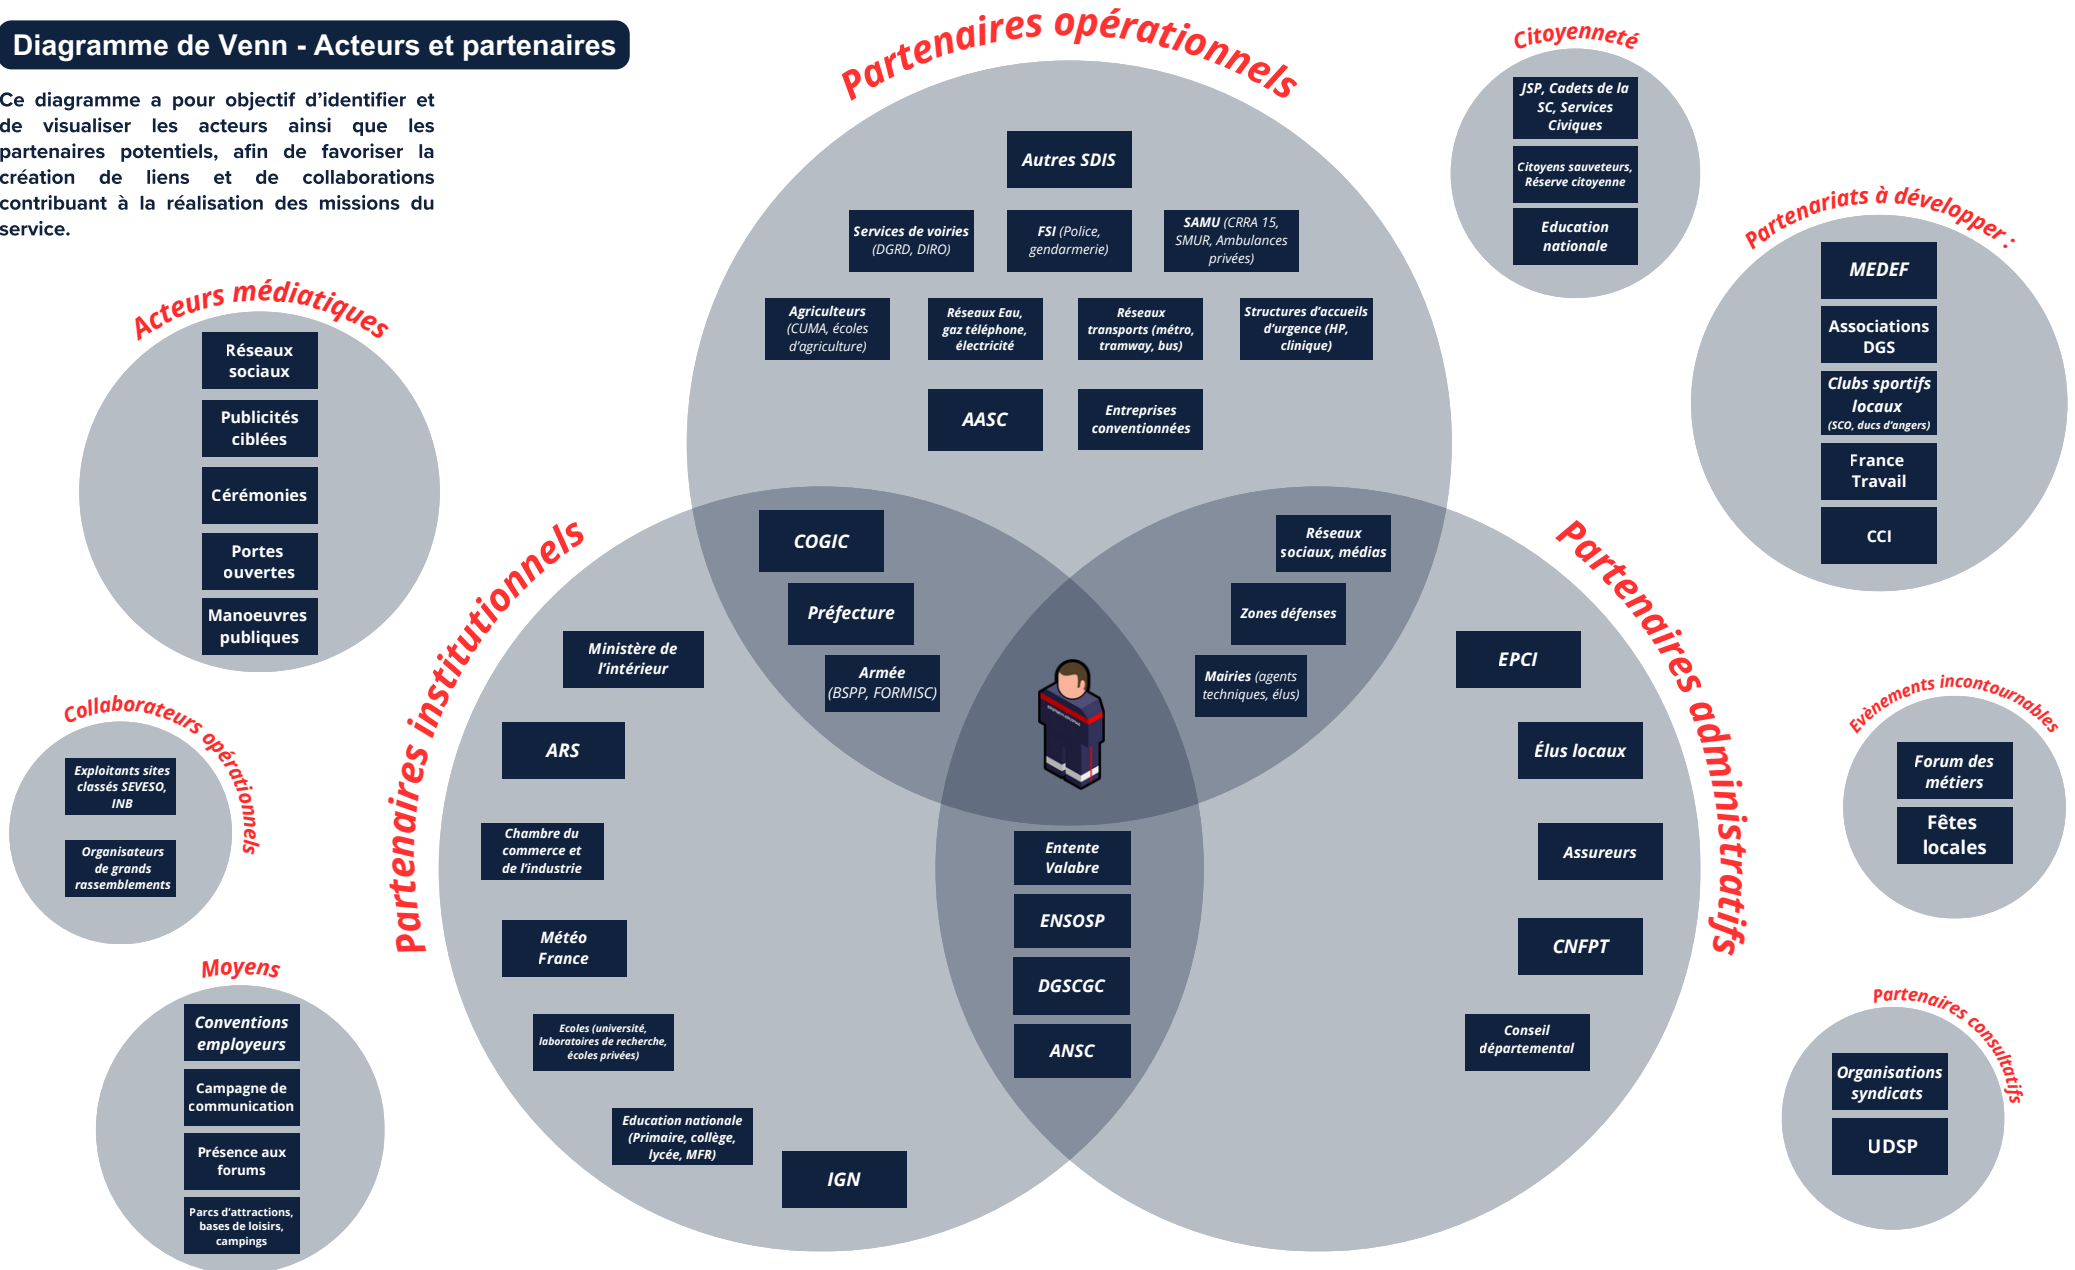 Diagramme de Venn - Acteurs et partenaires
Ce diagramme a pour objectif d'identifier et
de visualiser les acteurs ainsi que les
partenaires potentiels, afin de favoriser la
création de liens et de collaborations
contribuant à la réalisation des missions du
service.
Partenaires opérationnels
Autres SDIS
Services de voiries
(DGRD, DIRO)
FSI (Police,
gendarmerie)
SAMU (CRRA 15,
SMUR, Ambulances
privées)
Agriculteurs
(CUMA, écoles
d'agriculture)
Réseaux Eau,
gaz téléphone,
électricité
Réseaux
transports (métro,
tramway, bus)
Structures d'accueils
d'urgence (HP,
clinique)
AASC
Entreprises
conventionnées
COGIC
Préfecture
Armée
(BSPP, FORMISC)
Réseaux
sociaux, médias
Zones défenses
Mairies (agents
techniques, élus)
Partenaires institutionnels
Ministère de
l'intérieur
ARS
Chambre du
commerce et
de l'industrie
Météo
France
Ecoles (université,
laboratoires de recherche,
écoles privées)
Education nationale
(Primaire, collège,
lycée, MFR)
IGN
Entente
Valabre
ENSOSP
DGSCGC
ANSC
Partenaires administratifs
EPCI
Élus locaux
Assureurs
CNFPT
Conseil
départemental
Acteurs médiatiques
Réseaux
sociaux
Publicités
ciblées
Cérémonies
Portes
ouvertes
Manoeuvres
publiques
Collaborateurs opérationnels
Exploitants sites
classés SEVESO,
INB
Organisateurs
de grands
rassemblements
Moyens
Conventions
employeurs
Campagne de
communication
Présence aux
forums
Parcs d'attractions,
bases de loisirs,
campings
Citoyenneté
JSP, Cadets de la
SC, Services
Civiques
Citoyens sauveteurs,
Réserve citoyenne
Education
nationale
Partenariats à développer :
MEDEF
Associations
DGS
Clubs sportifs
locaux
(SCO, ducs d'angers)
France
Travail
CCI
Evènements incontournables
Forum des
métiers
Fêtes
locales
Partenaires consultatifs
Organisations
syndicats
UDSP